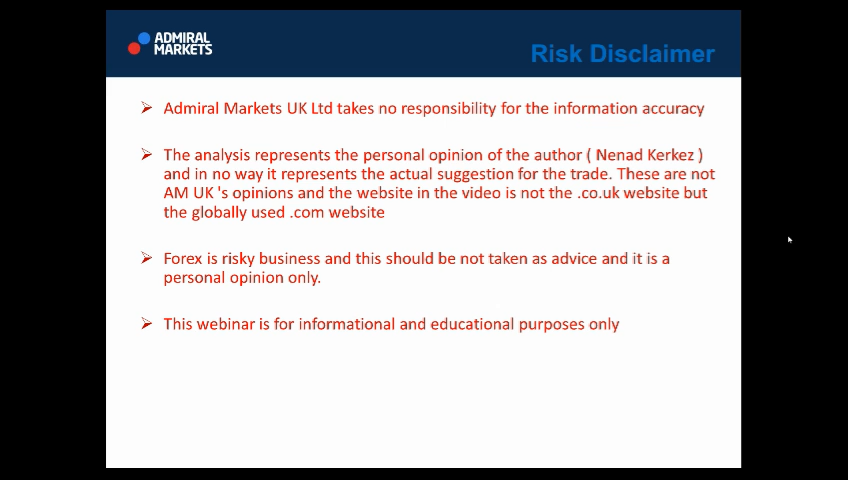 ADMIRAL
MARKETS
Risk Disclaimer
Admiral Markets UK Ltd takes no responsibility for the information accuracy
The analysis represents the personal opinion of the author ( Nenad Kerkez )
and in no way it represents the actual suggestion for the trade. These are not
AM UK 's opinions and the website in the video is not the .co.uk website but
the globally used .com website
Forex is risky business and this should be not taken as advice and it is a
personal opinion only.
This webinar is for informational and educational purposes only